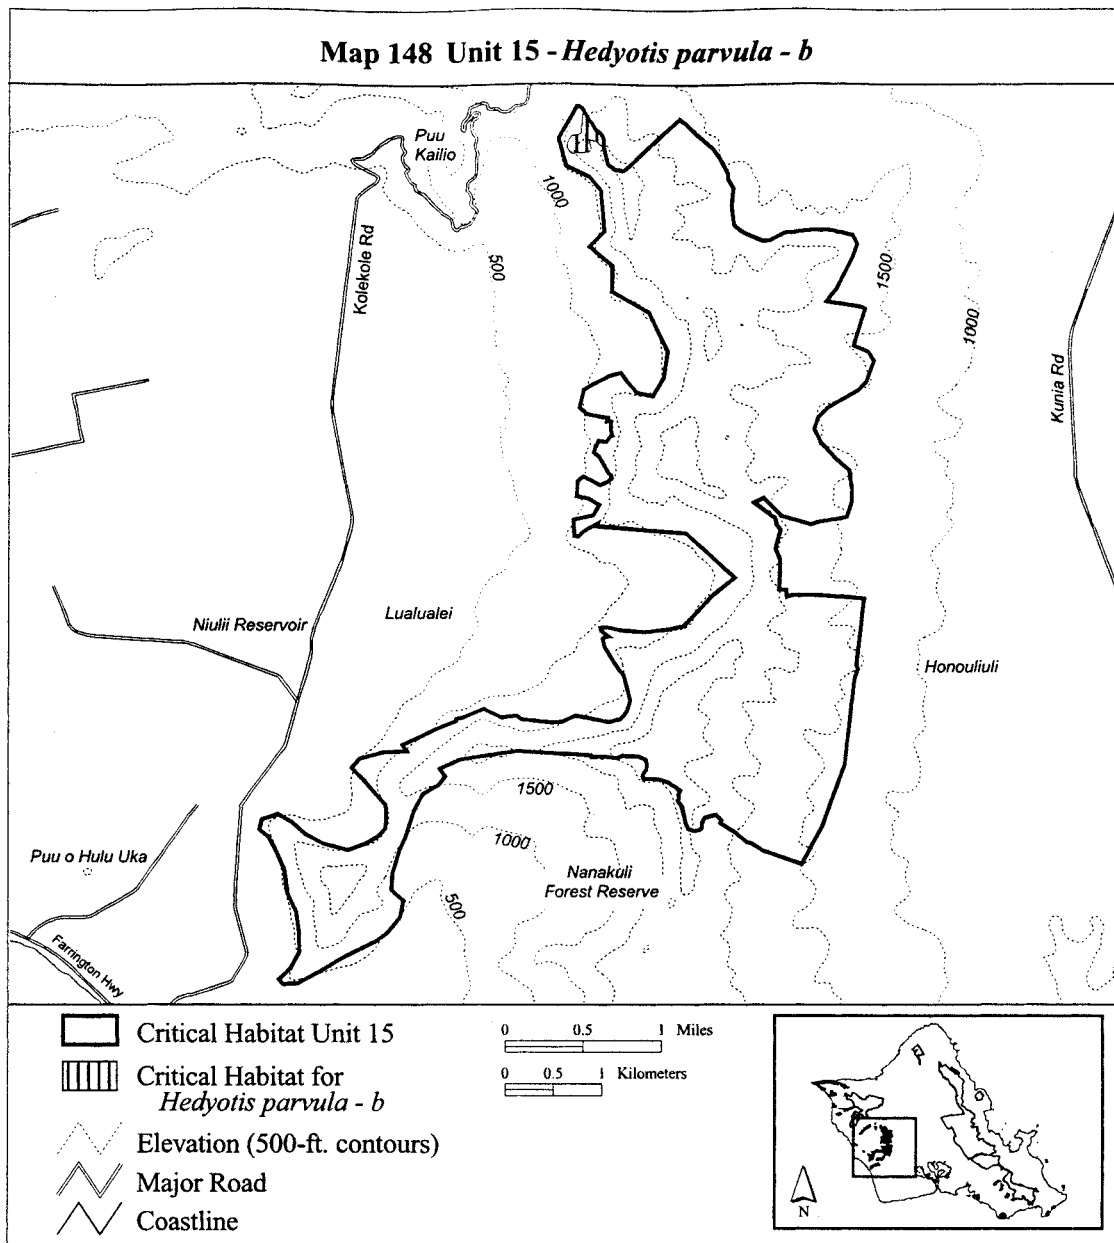 Map 148 Unit 15 - Hedyotis parvula - b
Puu
Kailio
1000
500
Kolekole Rd
1500
1000
Kunia Rd
Niulii Reservoir
Lualualei
Honouliuli
1500
1000
Puu o Hulu Uka
Nanakuli
Forest Reserve
500
Farrington Hwy
Critical Habitat Unit 15
Critical Habitat for
Hedyotis parvula - b
Elevation (500-ft. contours)
Major Road
Coastline
0 0.5 1 Miles
0 0.5 1 Kilometers
N